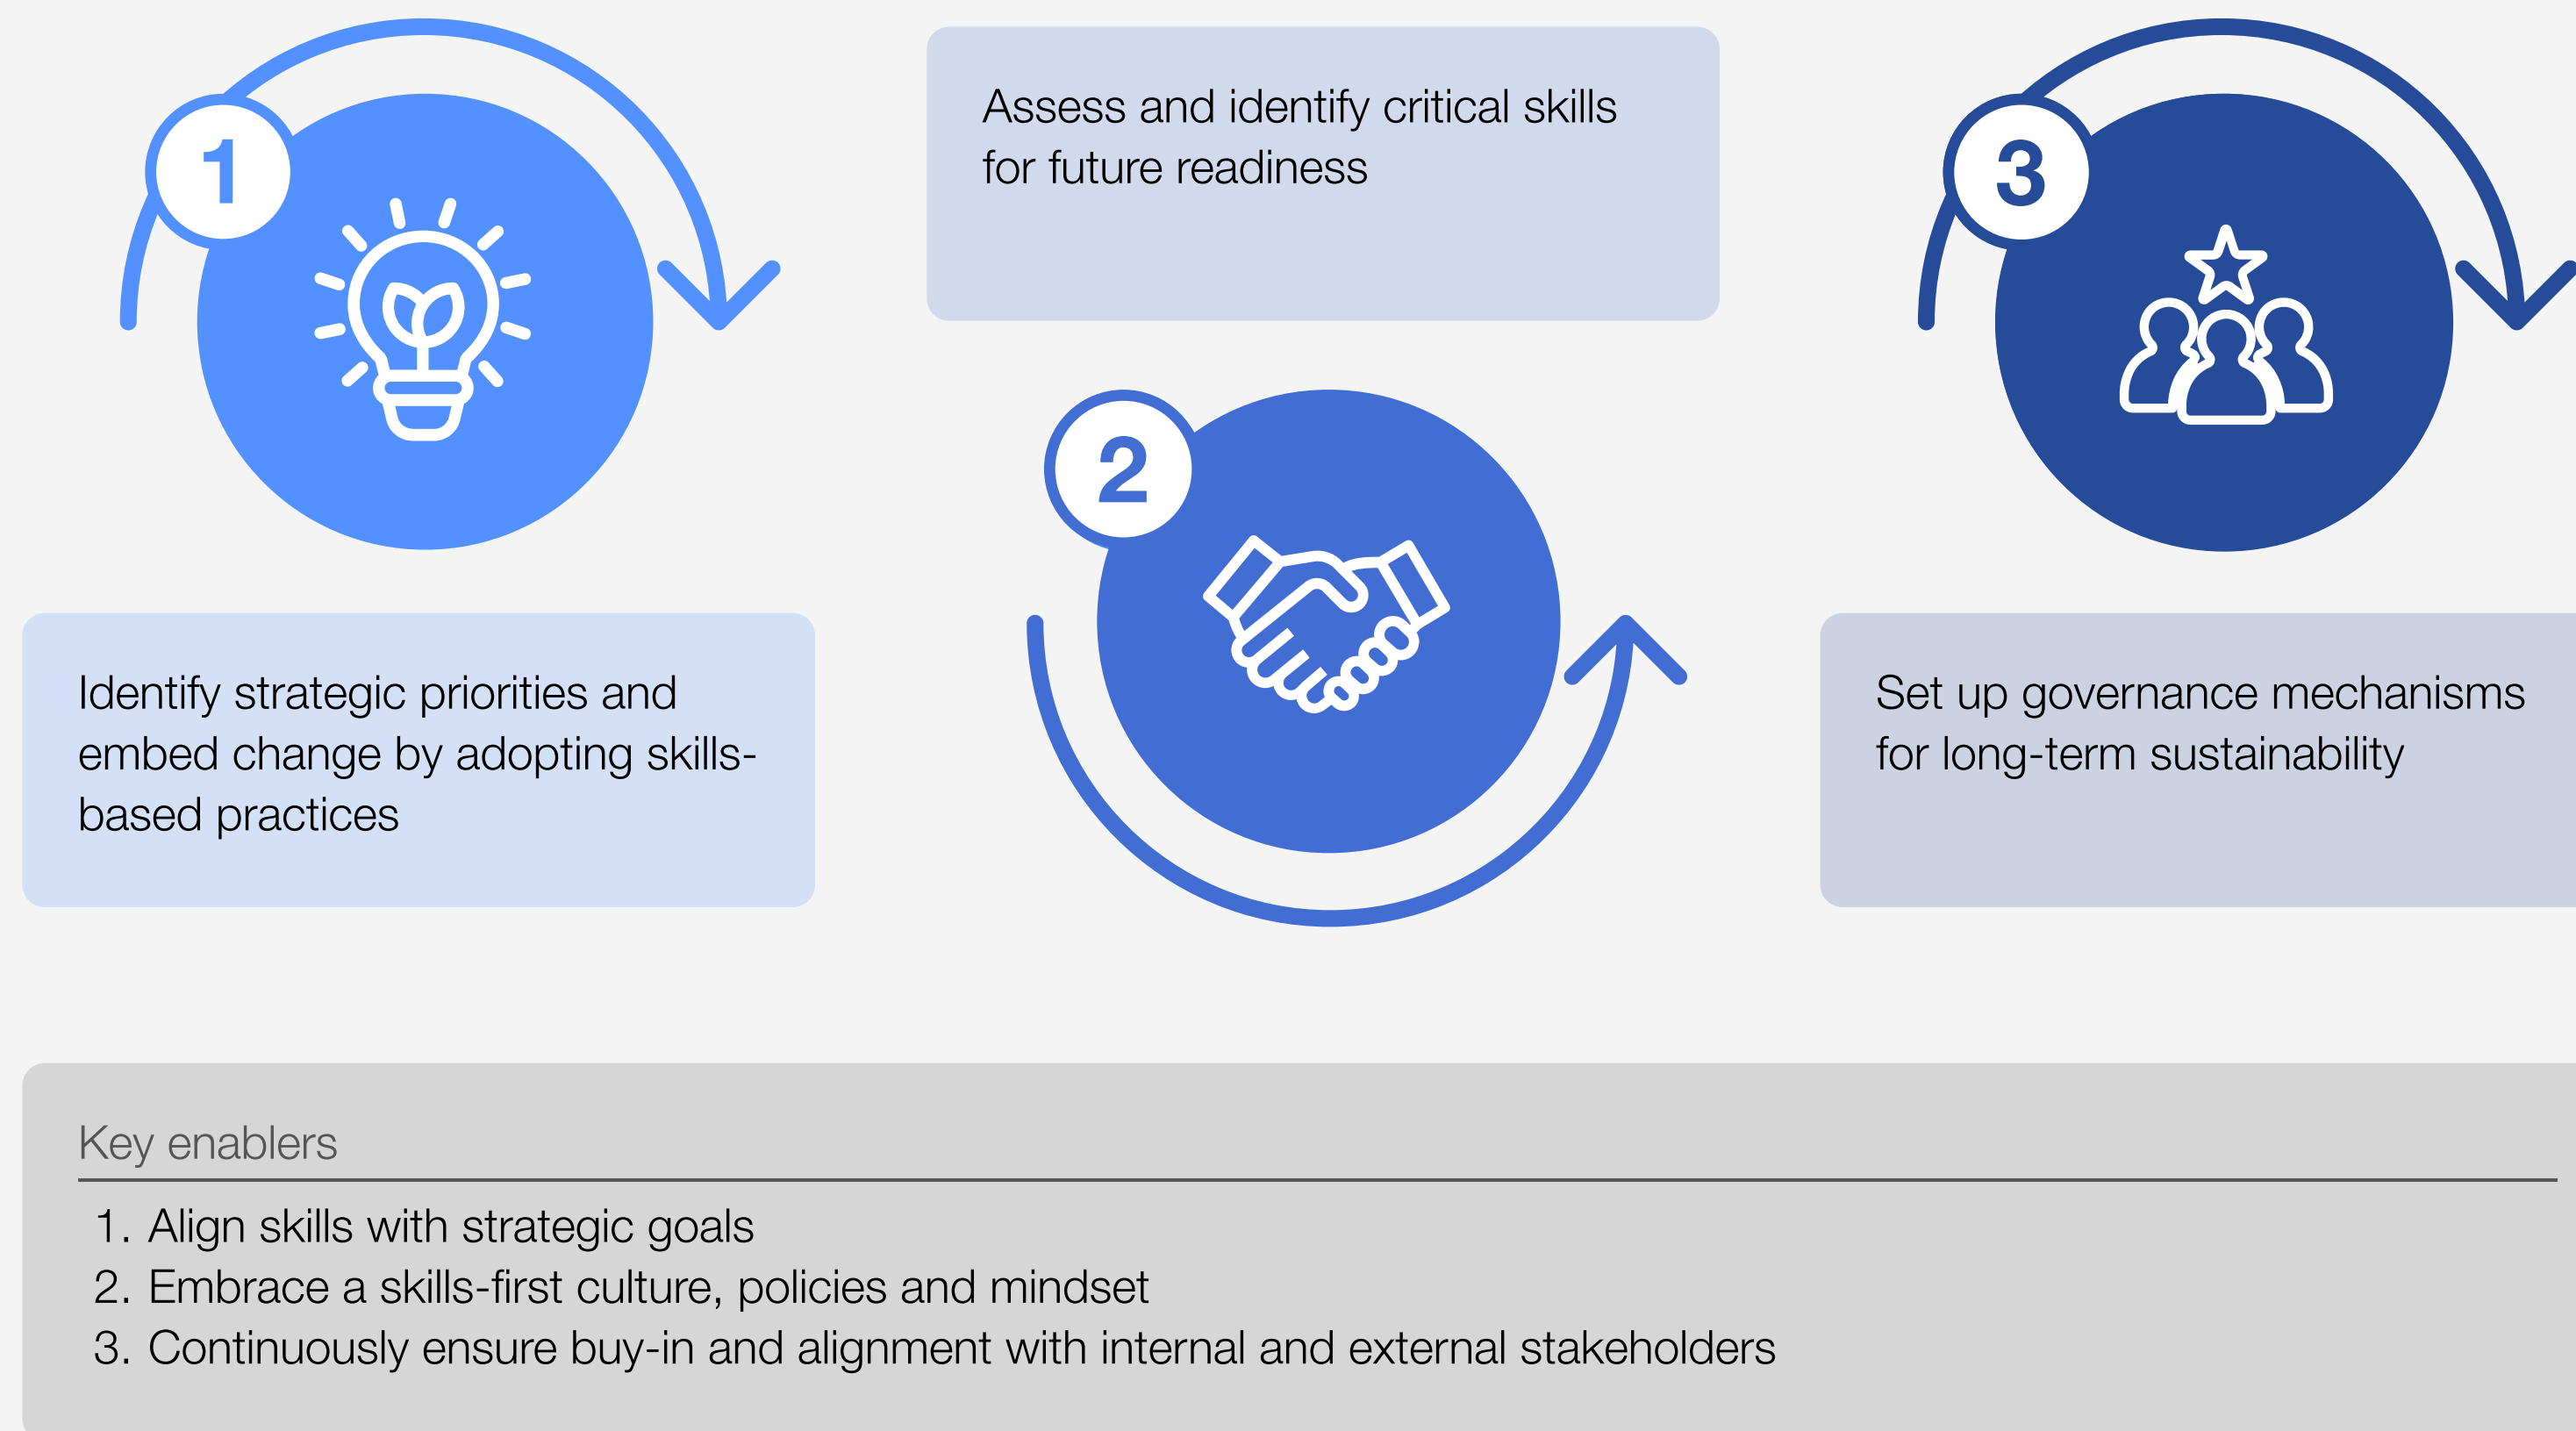 1
Identify strategic priorities and
embed change by adopting skills-
based practices
Assess and identify critical skills
for future readiness
2
3
Set up governance mechanisms
for long-term sustainability
Key enablers
1. Align skills with strategic goals
2. Embrace a skills-first culture, policies and mindset
3. Continuously ensure buy-in and alignment with internal and external stakeholders